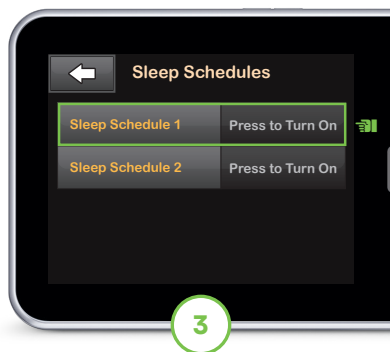 Sleep Schedules
Sleep Schedule 1 Press to Turn On
Sleep Schedule 2 Press to Turn On
3